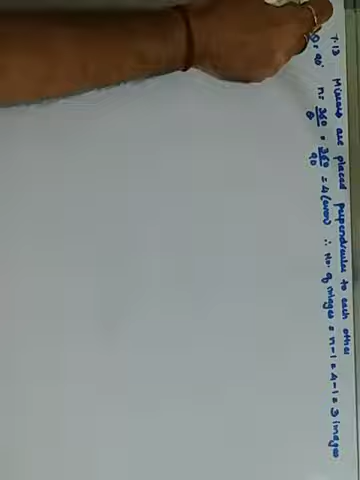 7.13 Mirrors are placed perpendicular to each other
θ = 90°
n = 360/θ = 360/90 = 4 (even) ∴ No. of images = n-1 = 4-1 = 3 images